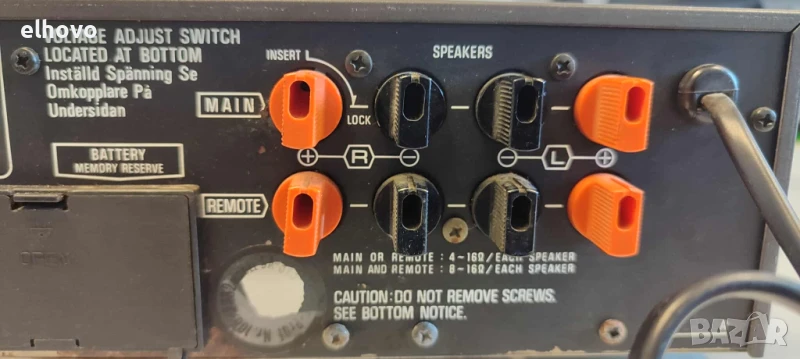 elhovo
VOLTAGE ADJUST SWITCH
LOCATED AT BOTTOM
Inställd Spänning Se
Omkopplare På
Undersidan
INSERT
SPEAKERS
MAIN
LOCK
+ R − − L +
BATTERY
MEMORY RESERVE
REMOTE
MAIN OR REMOTE : 4-16Ω/EACH SPEAKER
MAIN AND REMOTE : 8-16Ω/EACH SPEAKER
CAUTION: DO NOT REMOVE SCREWS.
SEE BOTTOM NOTICE.
BAZAR